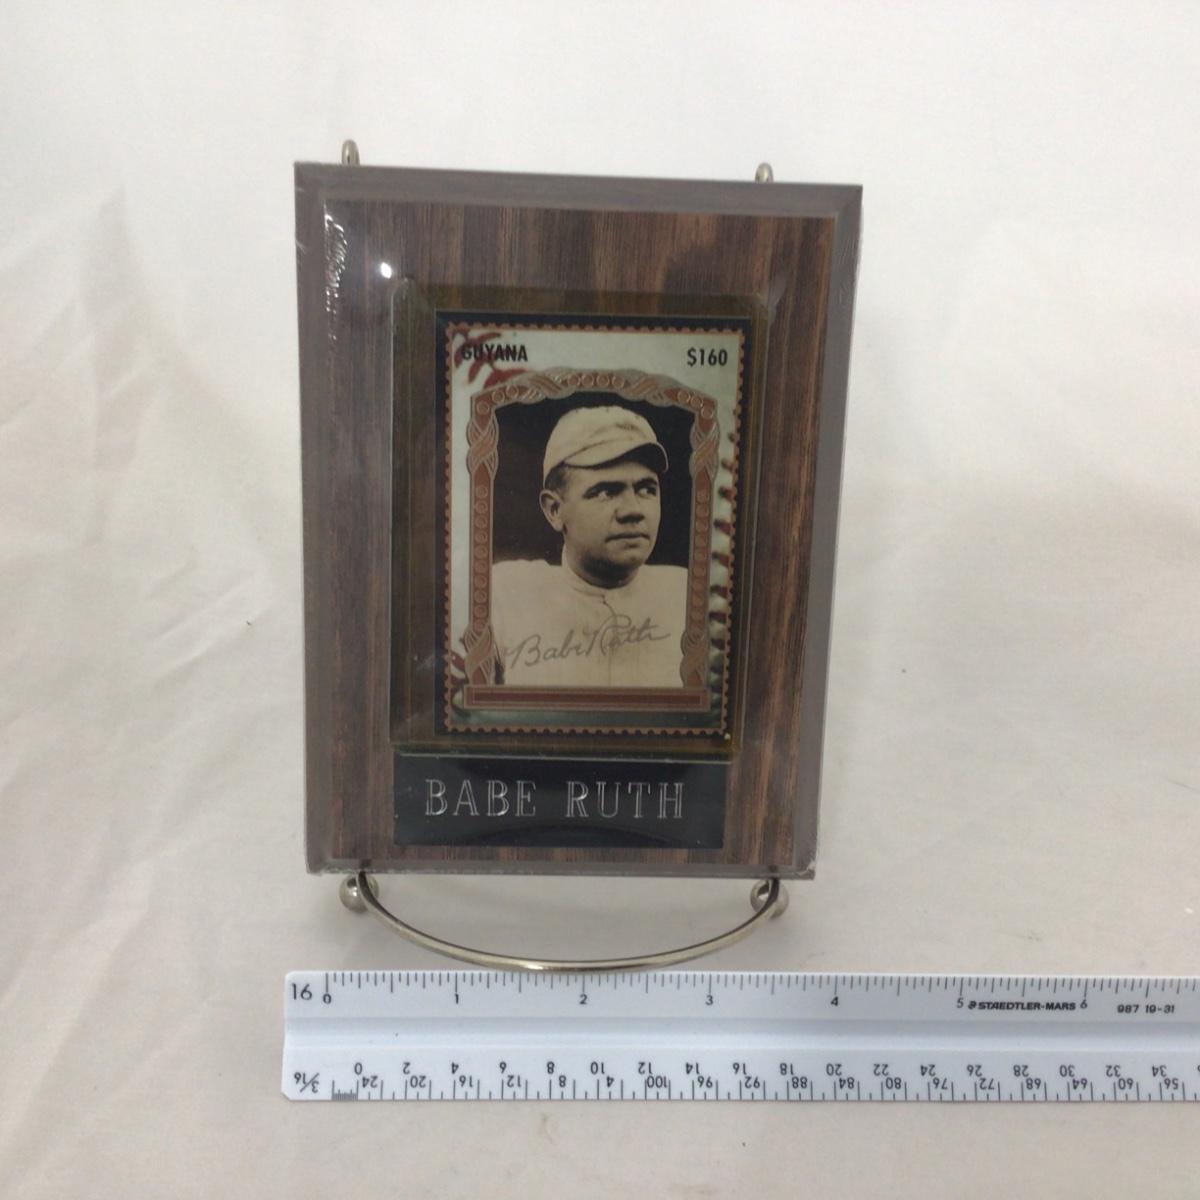 GUYANA $160
Babe Ruth
BABE RUTH
16 0 1 2 3 4 5 STAEDTLER-MARS 6 987 19-31
0 2 4 6 8 10 12 14 16 18 20 22 24 26 28 30 32 34
3/16 24 20 16 12 8 4 100 96 92 88 84 80 76 72 68 64 60 56